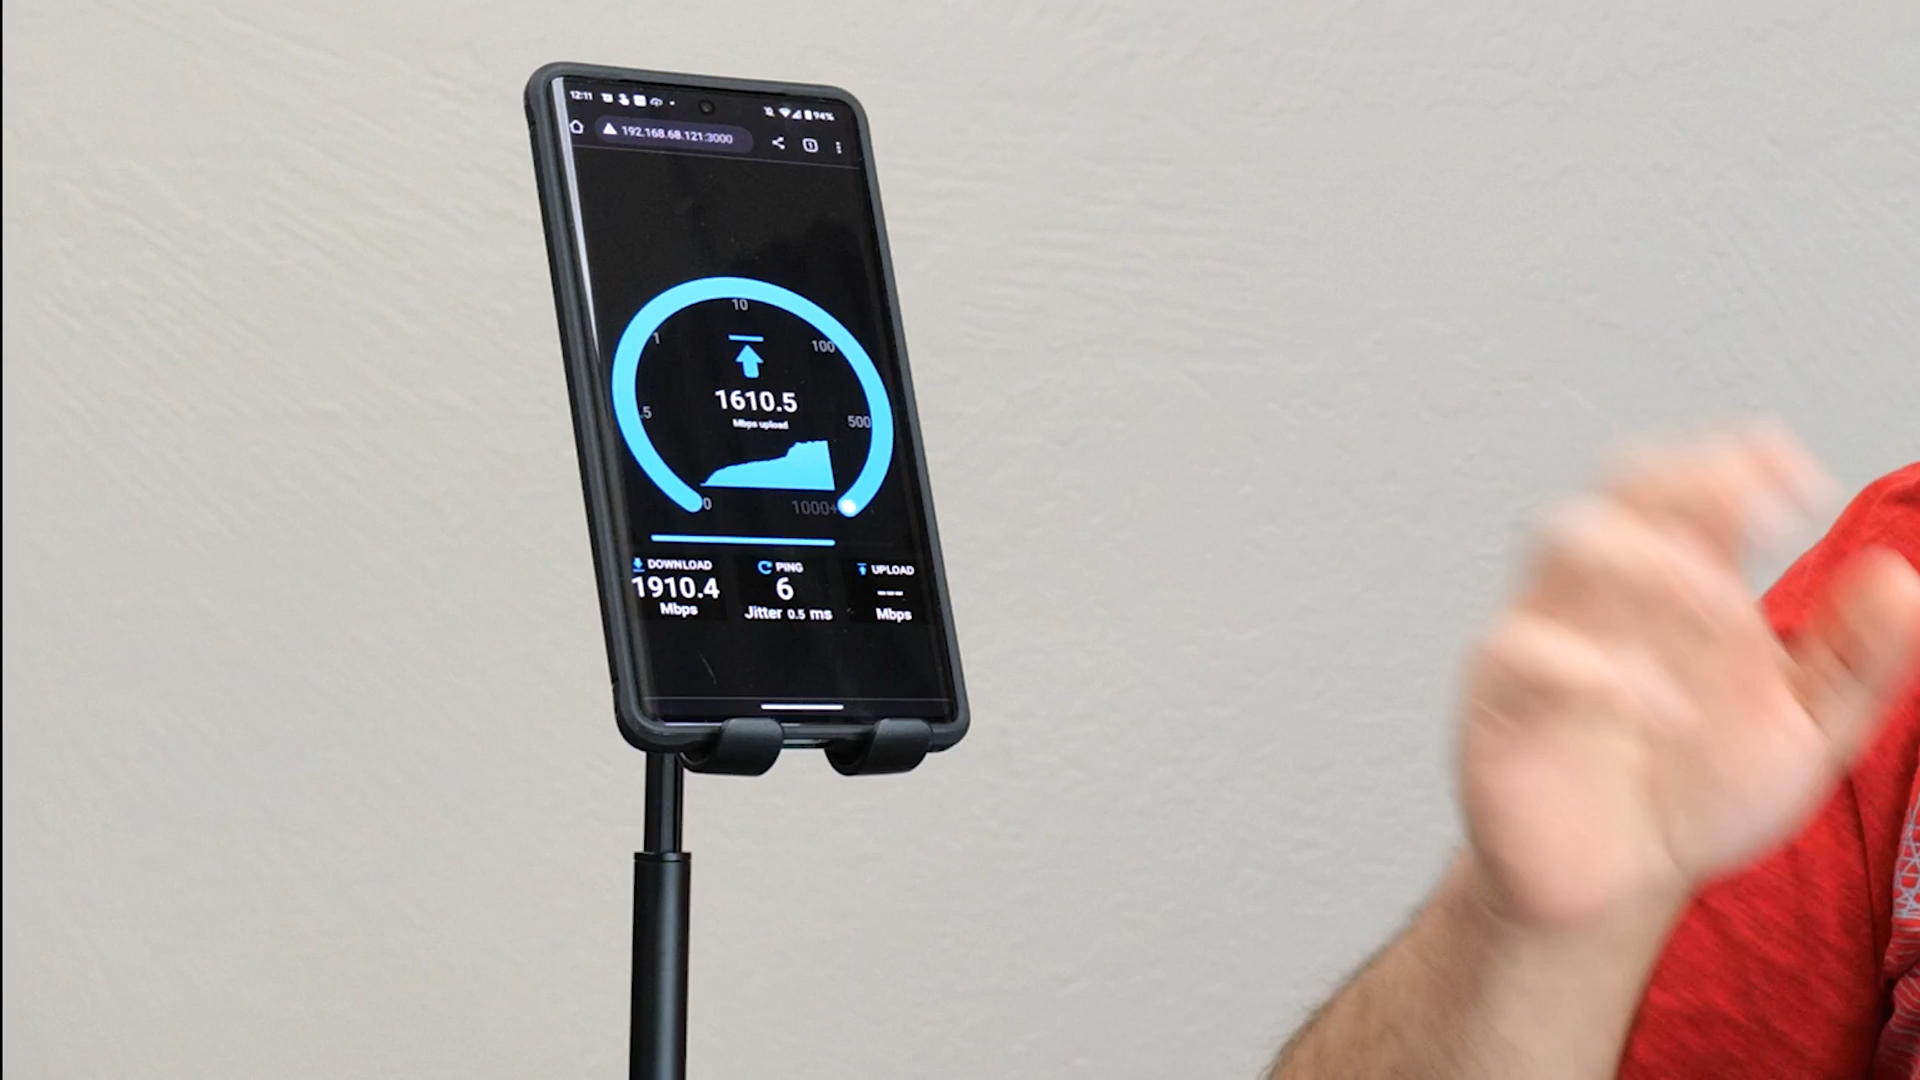 12:11
94%
192.168.68.121:3000
10
1
100
1610.5
.5
500
Mbps upload
0
1000+
DOWNLOAD
1910.4
Mbps
PING
6
Jitter 0.5 ms
UPLOAD
---
Mbps